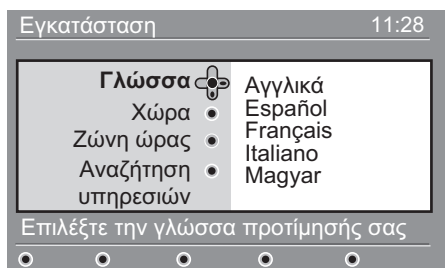 Εγκατάσταση 11:28
Γλώσσα
Χώρα
Ζώνη ώρας
Αναζήτηση
υπηρεσιών
Αγγλικά
Español
Français
Italiano
Magyar
Επιλέξτε την γλώσσα προτίμησής σας